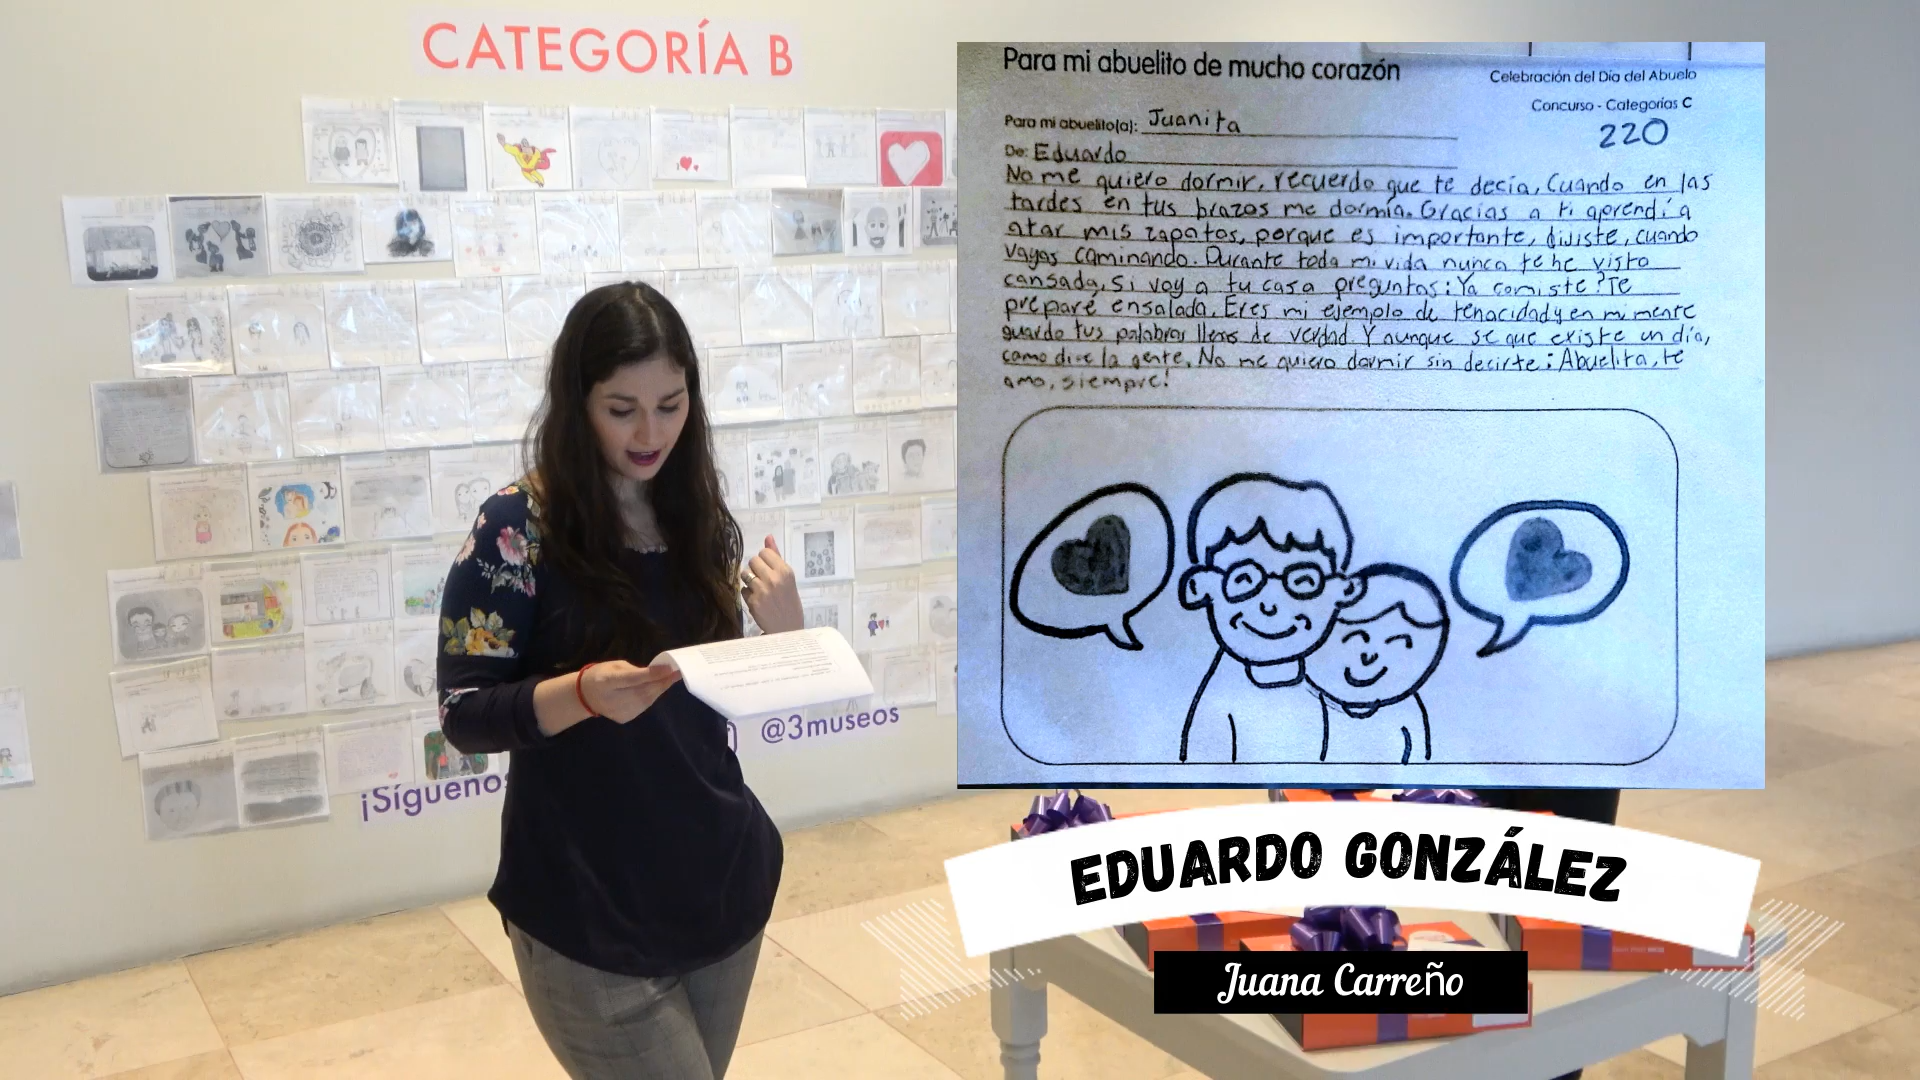 CATEGORÍA B
Para mi abuelito de mucho corazón
Celebración del Día del Abuelo
Concurso - Categorías C
220
Para mi abuelito(a): Juanita
De: Eduardo
No me quiero dormir, recuerdo que te decía, Cuando en las
tardes en tus brazos me dormía. Gracias a ti aprendí a
atar mis zapatos, porque es importante, dijiste, cuando
vayas caminando. Durante toda mi vida nunca te he visto
cansada, si voy a tu casa preguntas: Ya comiste? Te
preparé ensalada. Eres mi ejemplo de tenacidad y en mi mente
guardo tus palabras llenas de verdad. Y aunque se que existe un día,
como dice la gente, No me quiero dormir sin decirte: Abuelita, te
amo, siempre!
@3museos
¡Síguenos
EDUARDO GONZÁLEZ
Juana Carreño